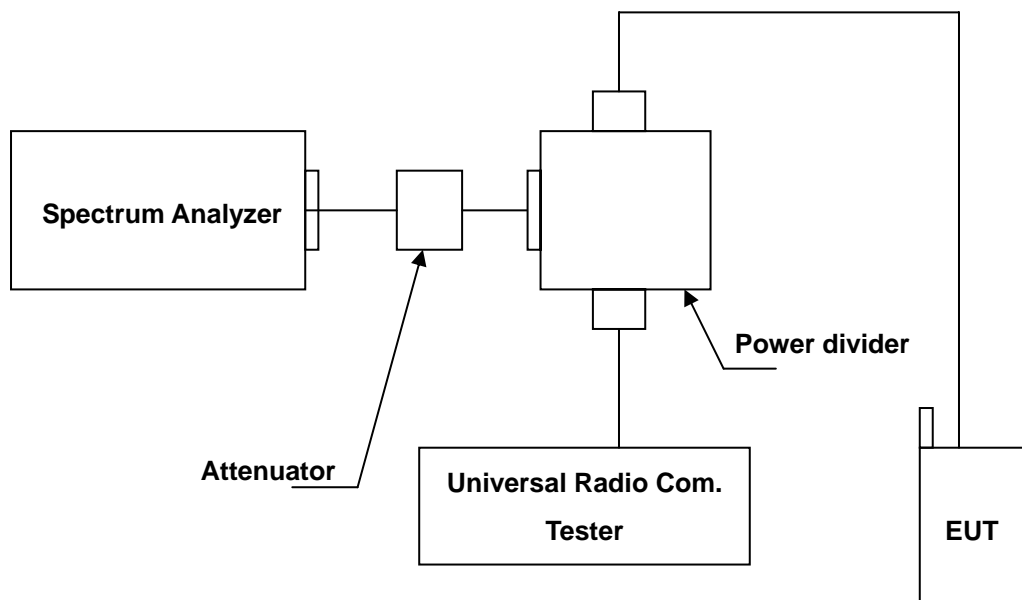 Spectrum Analyzer
Power divider
Attenuator
Universal Radio Com.
Tester
EUT